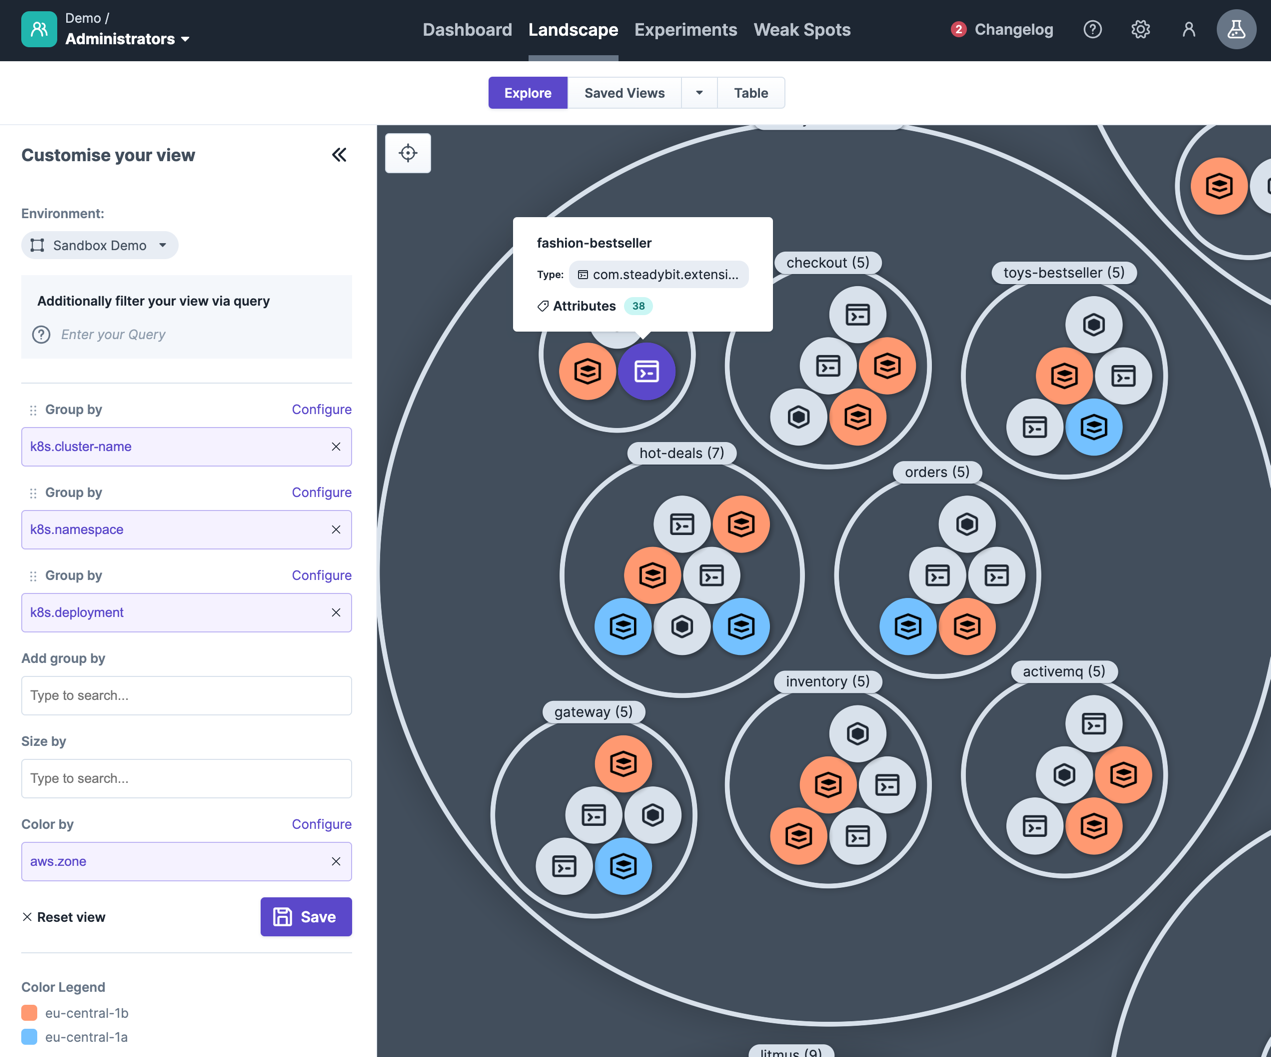 Demo /
Administrators
Dashboard Landscape Experiments Weak Spots
2 Changelog
Explore Saved Views Table
Customise your view
Environment:
Sandbox Demo
Additionally filter your view via query
Enter your Query
Group by Configure
k8s.cluster-name
Group by Configure
k8s.namespace
Group by Configure
k8s.deployment
Add group by
Type to search...
Size by
Type to search...
Color by Configure
aws.zone
Reset view Save
Color Legend
eu-central-1b
eu-central-1a
fashion-bestseller
Type: com.steadybit.extensi...
Attributes 38
checkout (5)
toys-bestseller (5)
hot-deals (7)
orders (5)
activemq (5)
inventory (5)
gateway (5)
litmus (9)